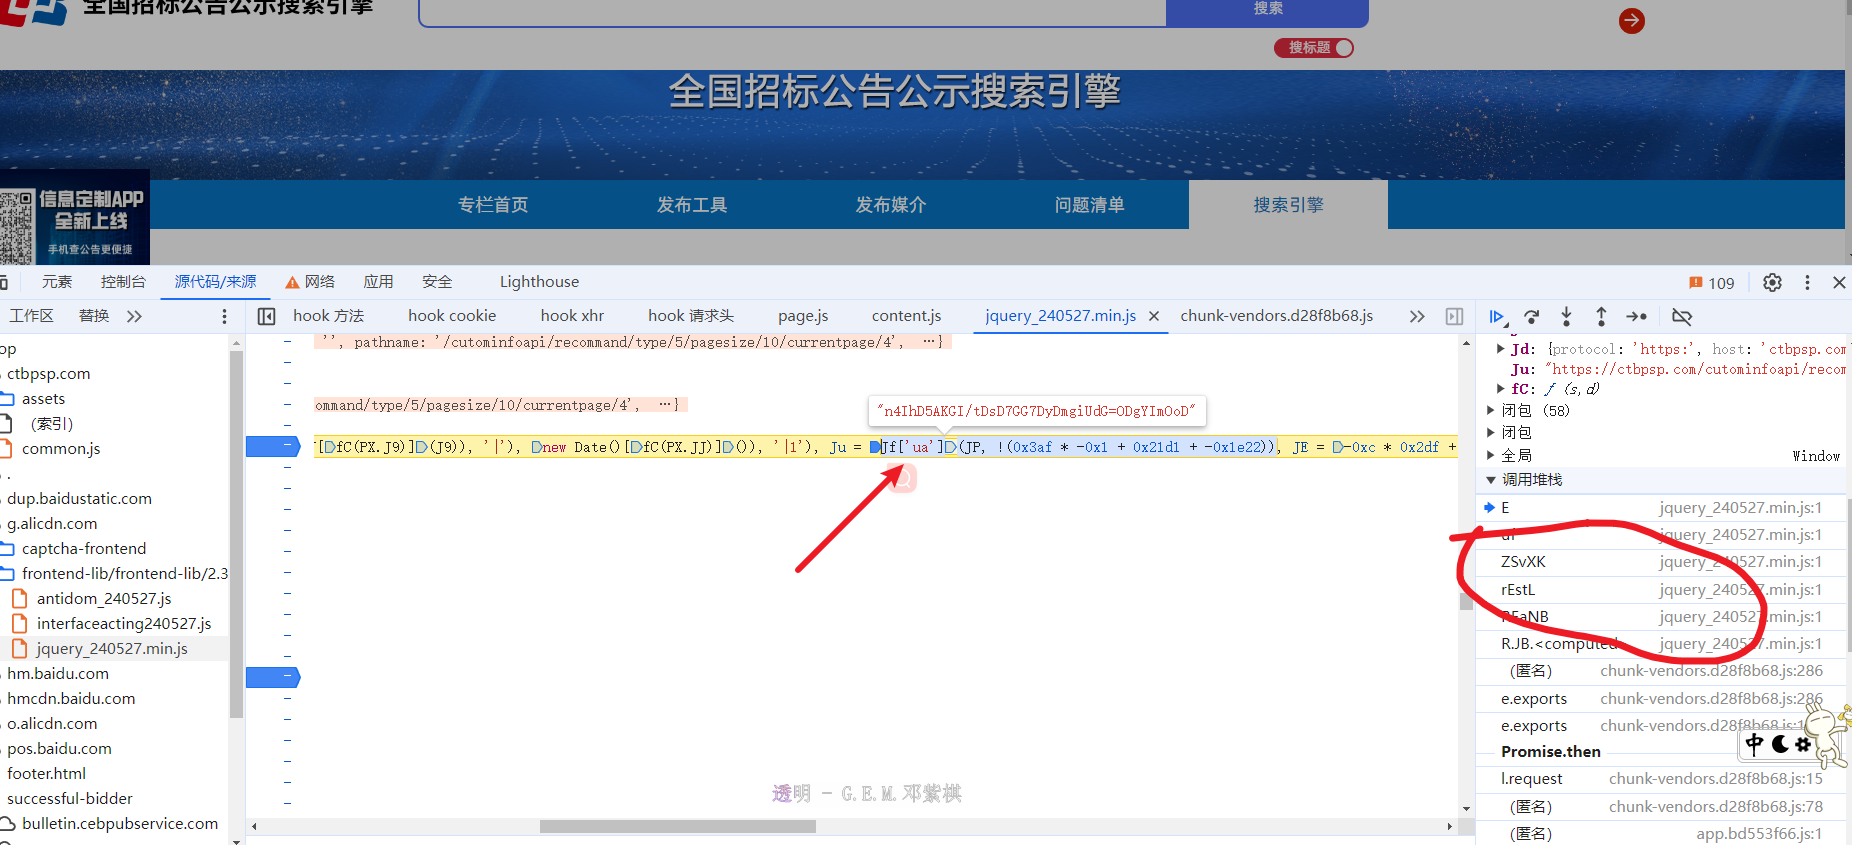 全国招标公告公示搜索引擎
搜索
搜标题
全国招标公告公示搜索引擎
信息定制APP
全新上线
手机查公告更便捷
专栏首页
发布工具
发布媒介
问题清单
搜索引擎
元素
控制台
源代码/来源
网络
应用
安全
Lighthouse
109
工作区
替换
hook 方法
hook cookie
hook xhr
hook 请求头
page.js
content.js
jquery_240527.min.js
chunk-vendors.d28f8b68.js
op
ctbpsp.com
assets
(索引)
common.js
dup.baidustatic.com
g.alicdn.com
captcha-frontend
frontend-lib/frontend-lib/2.3
antidom_240527.js
interfaceacting240527.js
jquery_240527.min.js
hm.baidu.com
hmcdn.baidu.com
o.alicdn.com
pos.baidu.com
footer.html
successful-bidder
bulletin.cebpubservice.com
'', pathname: '/cutominfoapi/recommand/type/5/pagesize/10/currentpage/4', …}
ommand/type/5/pagesize/10/currentpage/4', …}
"n4IhD5AKGI/tDsD7GG7DyDmgiUdG=ODgYImOoD"
[fC(PX.J9)](J9)), '|'), new Date()[fC(PX.JJ)]()), '|1'), Ju = Jf['ua'](JP, !(0x3af * -0x1 + 0x21d1 + -0x1e22)), JE = -0xc * 0x2df +
透明 - G.E.M.邓紫棋
Jd: {protocol: 'https:', host: 'ctbpsp.com'
Ju: "https://ctbpsp.com/cutominfoapi/recom
fC: ƒ (s,d)
闭包 (58)
闭包
全局 Window
调用堆栈
E jquery_240527.min.js:1
jquery_240527.min.js:1
ZSvXK jquery_240527.min.js:1
rEstL jquery_240527.min.js:1
jquery_240527.min.js:1
R.JB.<computed jquery_240527.min.js:1
(匿名) chunk-vendors.d28f8b68.js:286
e.exports chunk-vendors.d28f8b68.js:286
e.exports chunk-vendors.d28f8b68.js:1
中
Promise.then
l.request chunk-vendors.d28f8b68.js:15
(匿名) chunk-vendors.d28f8b68.js:78
(匿名) app.bd553f66.js:1